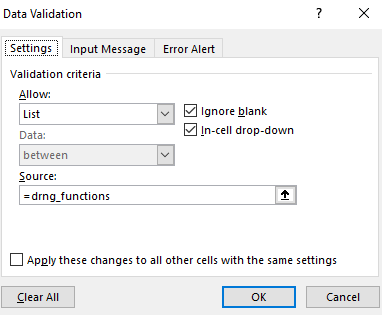 Data Validation ? ×
Settings Input Message Error Alert
Validation criteria
Allow:
List
Ignore blank
In-cell drop-down
Data:
between
Source:
=drng_functions
Apply these changes to all other cells with the same settings
Clear All OK Cancel